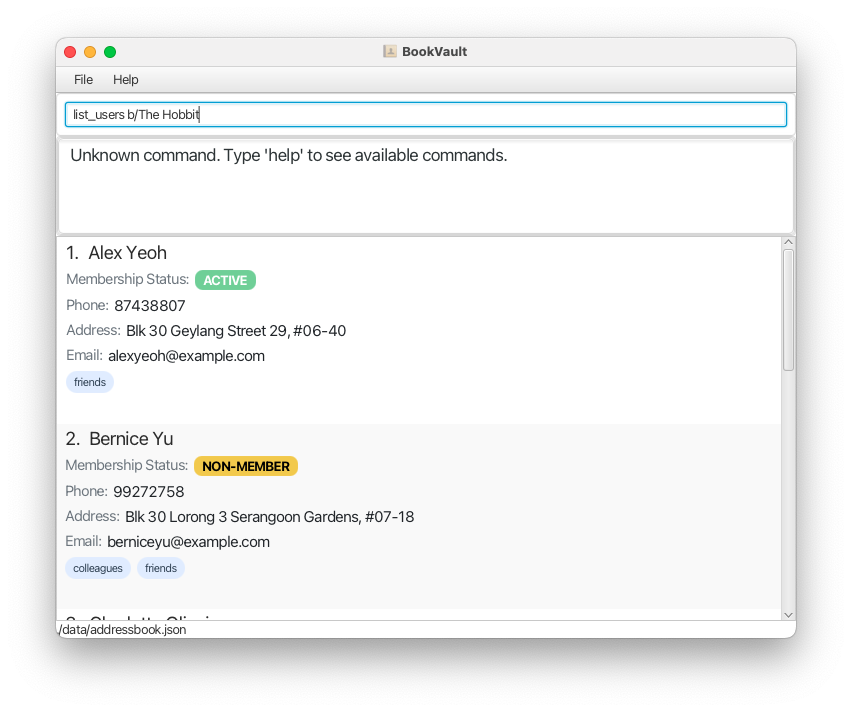 BookVault
File Help
list_users b/The Hobbit
Unknown command. Type 'help' to see available commands.
1. Alex Yeoh
Membership Status: ACTIVE
Phone: 87438807
Address: Blk 30 Geylang Street 29, #06-40
Email: alexyeoh@example.com
friends
2. Bernice Yu
Membership Status: NON-MEMBER
Phone: 99272758
Address: Blk 30 Lorong 3 Serangoon Gardens, #07-18
Email: berniceyu@example.com
colleagues friends
/data/addressbook.json